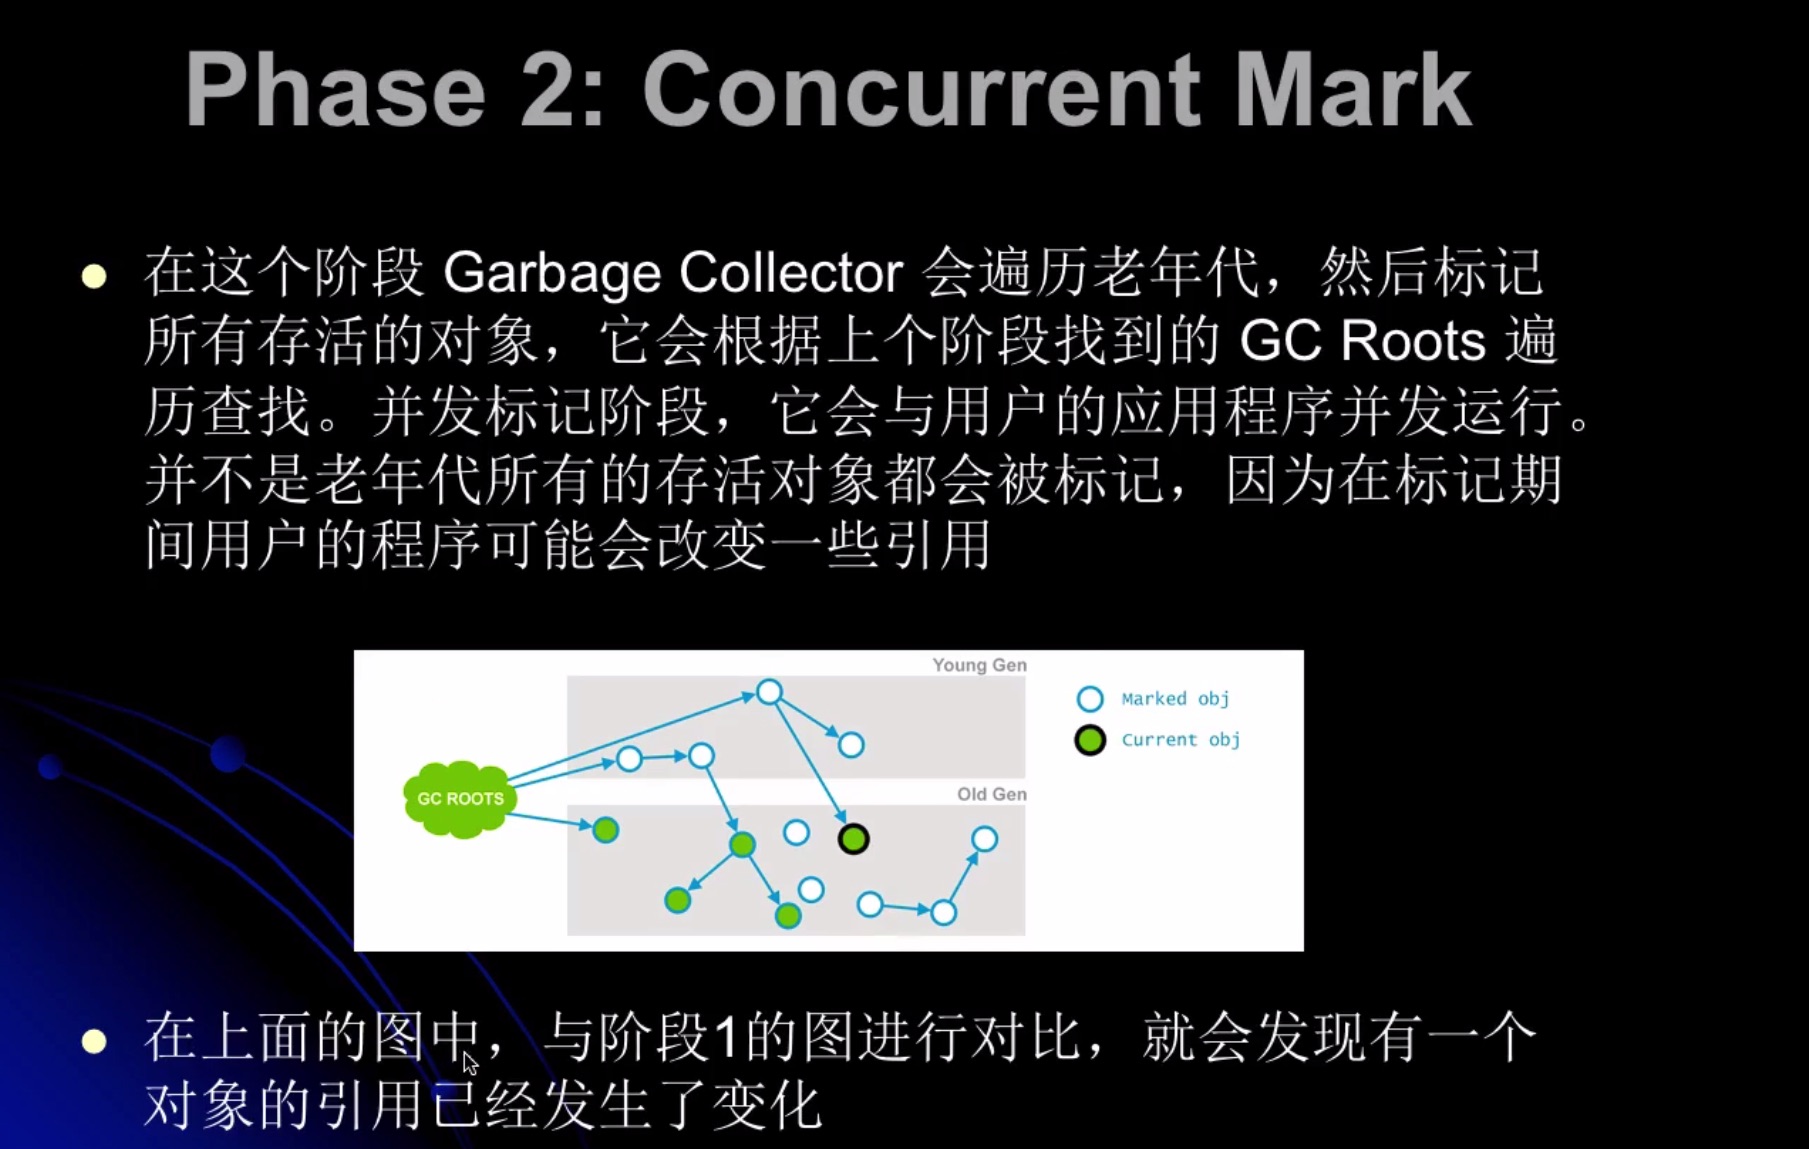 Phase 2: Concurrent Mark
在这个阶段 Garbage Collector 会遍历老年代，然后标记
所有存活的对象，它会根据上个阶段找到的 GC Roots 遍
历查找。并发标记阶段，它会与用户的应用程序并发运行。
并不是老年代所有的存活对象都会被标记，因为在标记期
间用户的程序可能会改变一些引用
Young Gen
Marked obj
Current obj
GC ROOTS
Old Gen
在上面的图中，与阶段1的图进行对比，就会发现有一个
对象的引用已经发生了变化